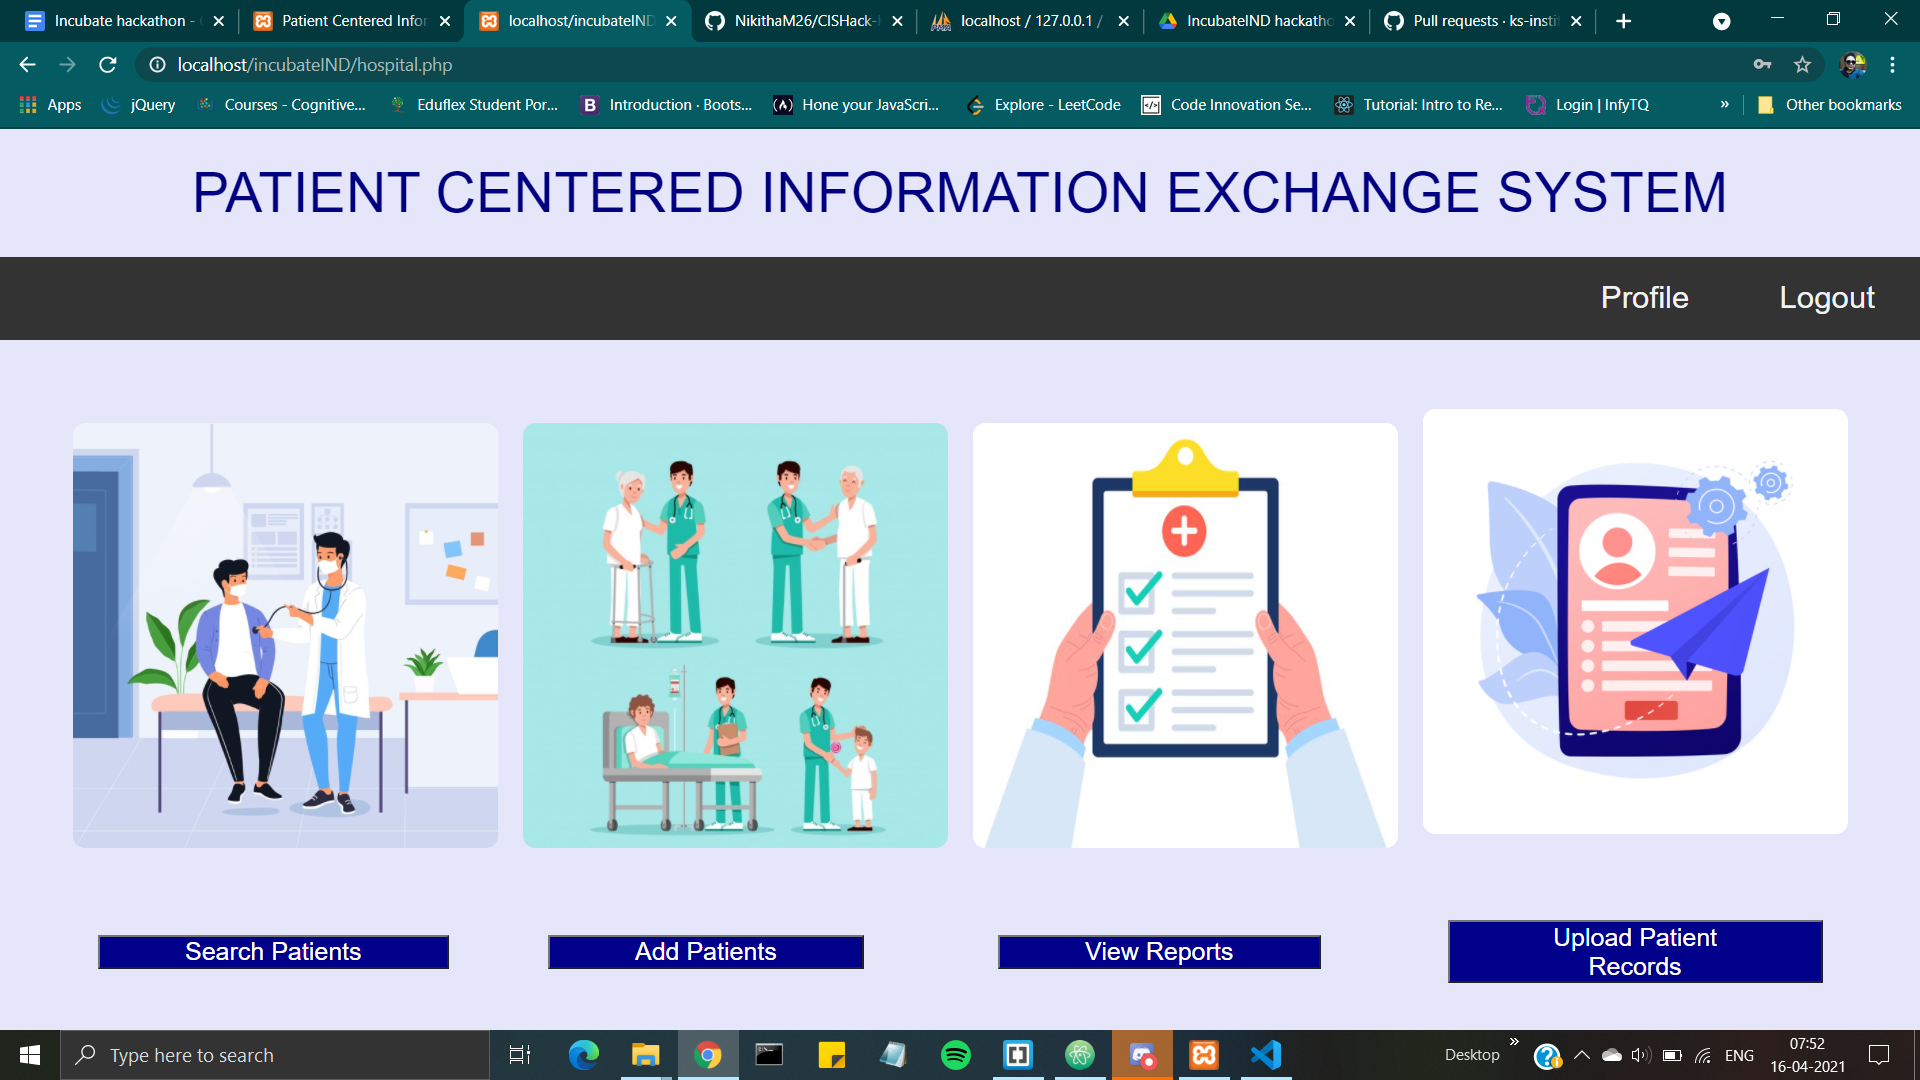 Incubate hackathon -
Patient Centered Infor
localhost/incubateIND
NikithaM26/CISHack-
localhost / 127.0.0.1 /
IncubateIND hackatho
Pull requests · ks-insti
localhost/incubateIND/hospital.php
Apps
jQuery
Courses - Cognitive...
Eduflex Student Por...
Introduction · Boots...
Hone your JavaScri...
Explore - LeetCode
Code Innovation Se...
Tutorial: Intro to Re...
Login | InfyTQ
»
Other bookmarks
PATIENT CENTERED INFORMATION EXCHANGE SYSTEM
Profile
Logout
Search Patients
Add Patients
View Reports
Upload Patient
Records
Type here to search
Desktop
»
ENG
07:52
16-04-2021